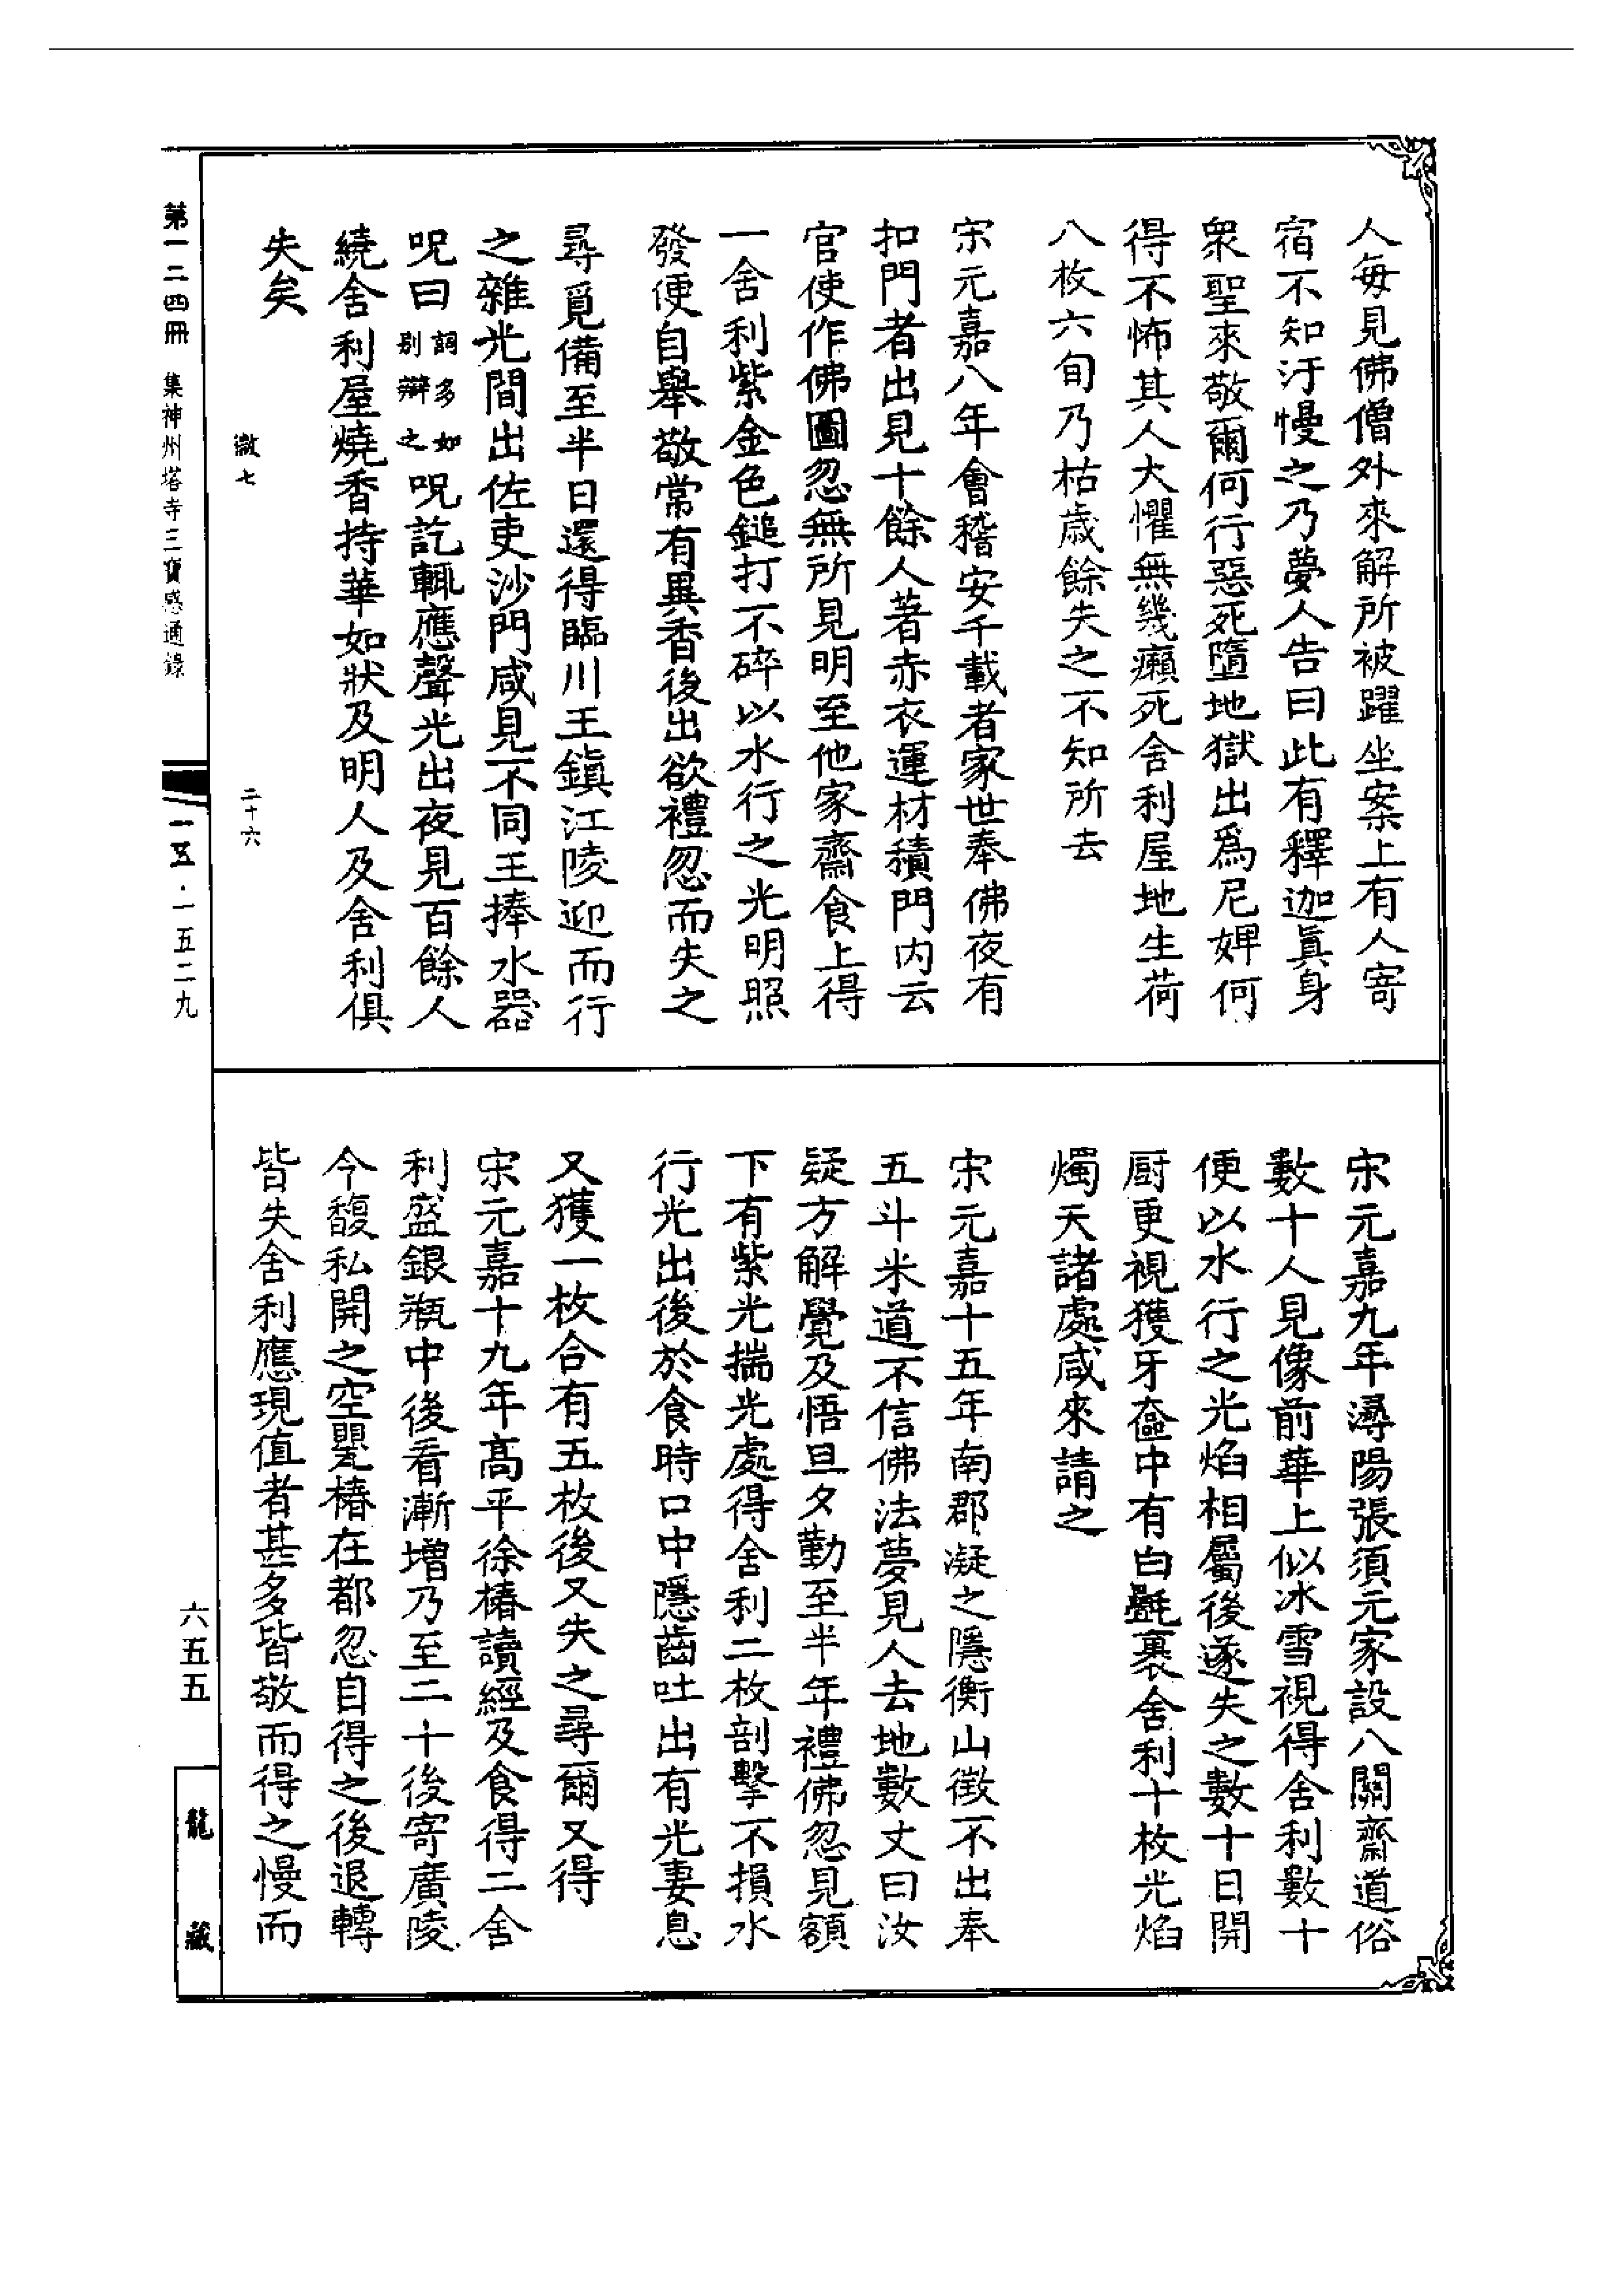 人每見佛僧外來解所被躍坐案上有人寄
宿不知汙慢之乃夢人告曰此有釋迦眞身
衆聖來敬爾何行惡死墮地獄出爲尼婢何
得不怖其人大懼無幾癩死舍利屋地生荷
八枚六旬乃枯歳餘失之不知所去
宋元嘉八年會稽安千載者家世奉佛夜有
扣門者出見十餘人著赤衣運材積門内云
官使作佛圖忽無所見明至他家齋食上得
一舍利紫金色鎚打不碎以水行之光明照
發便自舉敬常有異香後出欲禮忽而失之
尋覓備至半日還得臨川王鎭江陵迎而行
之雜光間出佐吏沙門咸見不同王捧水器
呪曰詞多如别辯之呪訖輒應聲光出夜見百餘人
繞舍利屋燒香持華如狀及明人及舍利俱
失矣
宋元嘉九年潯陽張須元家設八關齋道俗
數十人見像前華上似冰雪視得舍利數十
便以水行之光焰相屬後遂失之數十日開
厨更視獲牙奩中有白氎裹舍利十枚光焰
燭天諸處咸來請之
宋元嘉十五年南郡凝之隱衡山徴不出奉
五斗米道不信佛法夢見人去地數丈曰汝
疑方解覺及悟旦夕勤至半年禮佛忽見額
下有紫光揣光處得舍利二枚剖擊不損水
行光出後於食時口中隱齒吐出有光妻息
又獲一枚合有五枚後又失之尋爾又得
宋元嘉十九年髙平徐椿讀經及食得二舍
利盛銀瓶中後看漸增乃至二十後寄廣陵
令馥私開之空甖椿在都忽自得之後退轉
皆失舍利應現值者甚多皆敬而得之慢而
第一二四冊 集神州塔寺三寶感通錄
徵七
二十六
一五·一五二九
六五五
龍藏